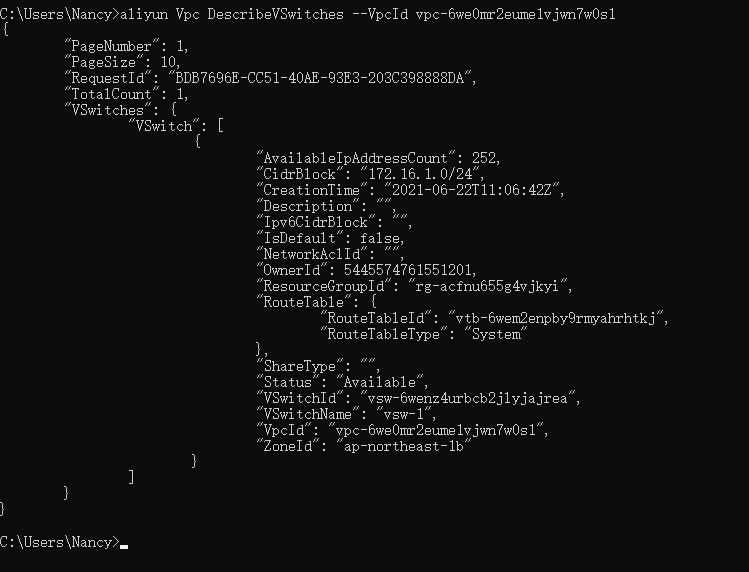 C:\Users\Nancy>aliyun Vpc DescribeVSwitches --VpcId vpc-6we0mr2eume1vjwn7w0s1
{
"PageNumber": 1,
"PageSize": 10,
"RequestId": "BDB7696E-CC51-40AE-93E3-203C398888DA",
"TotalCount": 1,
"VSwitches": {
"VSwitch": [
{
"AvailableIpAddressCount": 252,
"CidrBlock": "172.16.1.0/24",
"CreationTime": "2021-06-22T11:06:42Z",
"Description": "",
"Ipv6CidrBlock": "",
"IsDefault": false,
"NetworkAclId": "",
"OwnerId": 5445574761551201,
"ResourceGroupId": "rg-acfnu655g4vjkyi",
"RouteTable": {
"RouteTableId": "vtb-6wem2enpby9rmyahrhtkj",
"RouteTableType": "System"
},
"ShareType": "",
"Status": "Available",
"VSwitchId": "vsw-6wenz4urbcb2jlyjajrea",
"VSwitchName": "vsw-1",
"VpcId": "vpc-6we0mr2eume1vjwn7w0s1",
"ZoneId": "ap-northeast-1b"
}
]
}
}
C:\Users\Nancy>